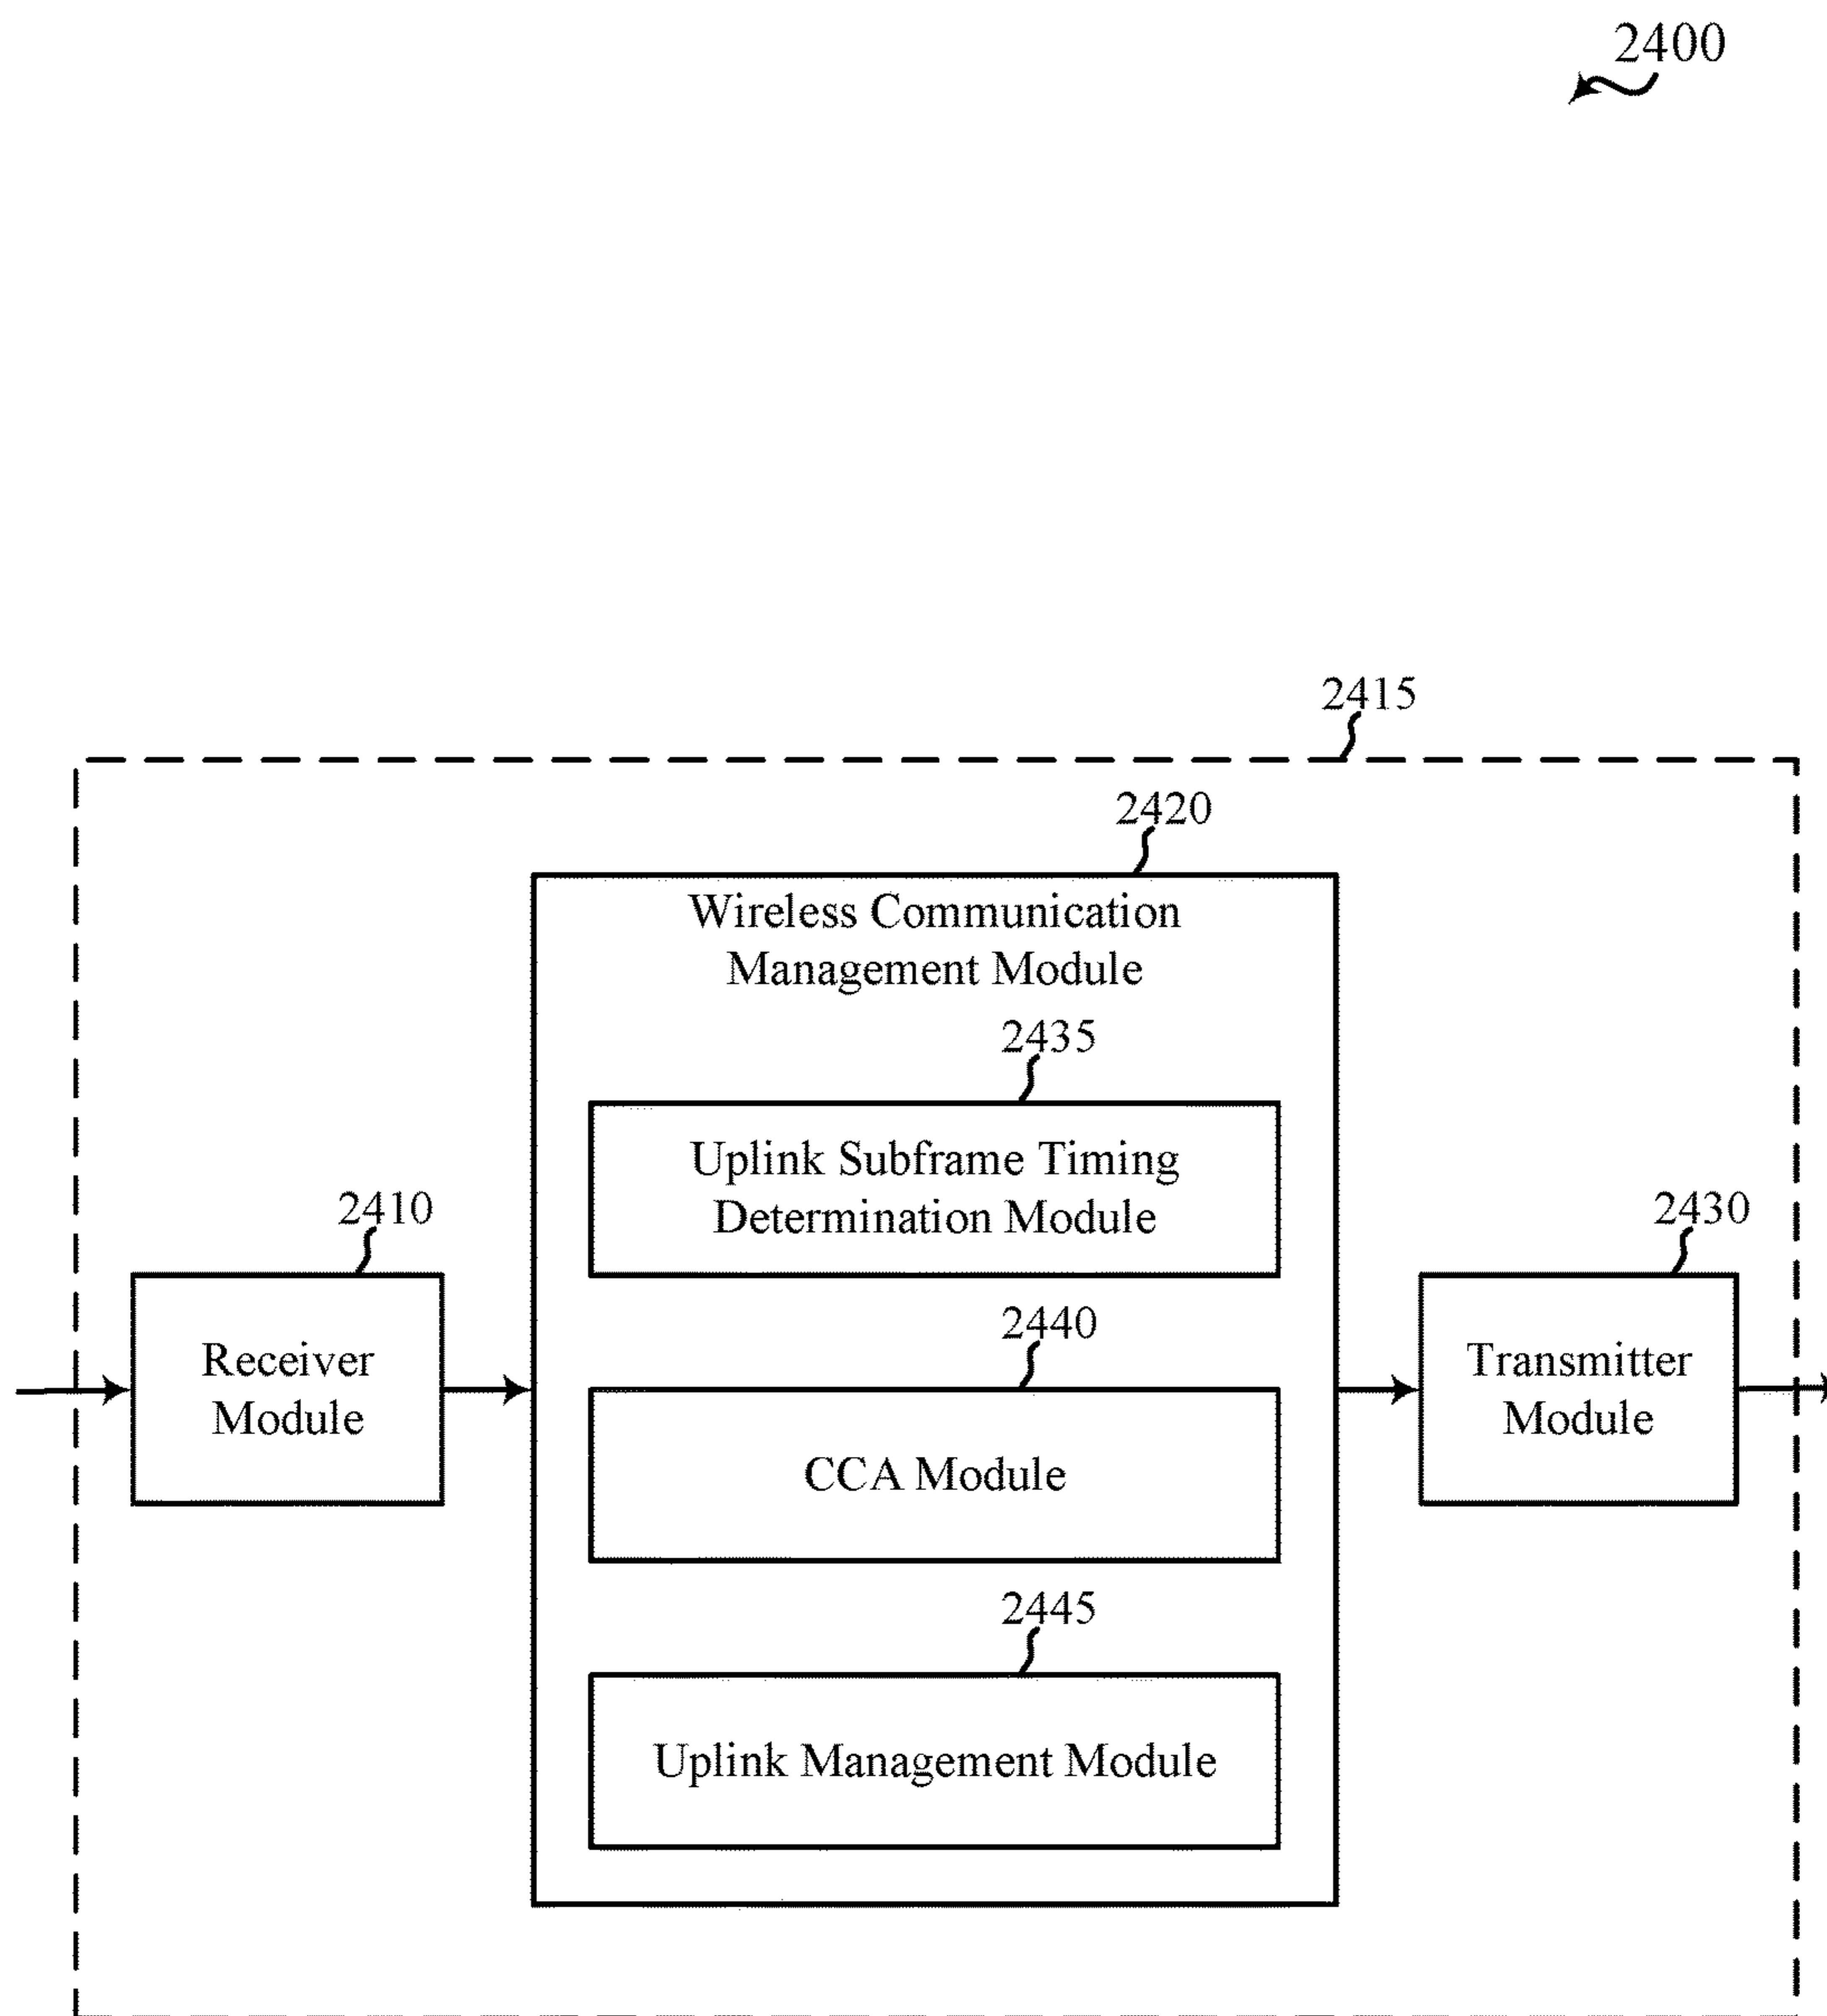 2400
2415
2420
Wireless Communication
Management Module
2435
Uplink Subframe Timing
Determination Module
2410
Receiver
Module
2440
CCA Module
2430
Transmitter
Module
2445
Uplink Management Module